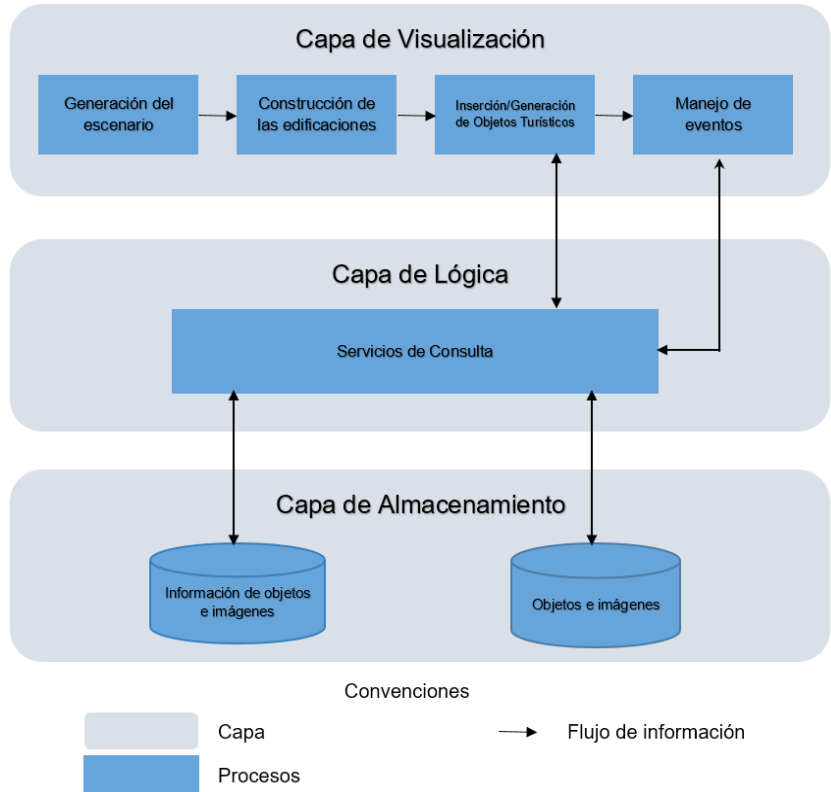 Capa de Visualización
Generación del
escenario
Construcción de
las edificaciones
Inserción/Generación
de Objetos Turísticos
Manejo de
eventos
Capa de Lógica
Servicios de Consulta
Capa de Almacenamiento
Información de objetos
e imágenes
Objetos e imágenes
Convenciones
Capa
Flujo de información
Procesos